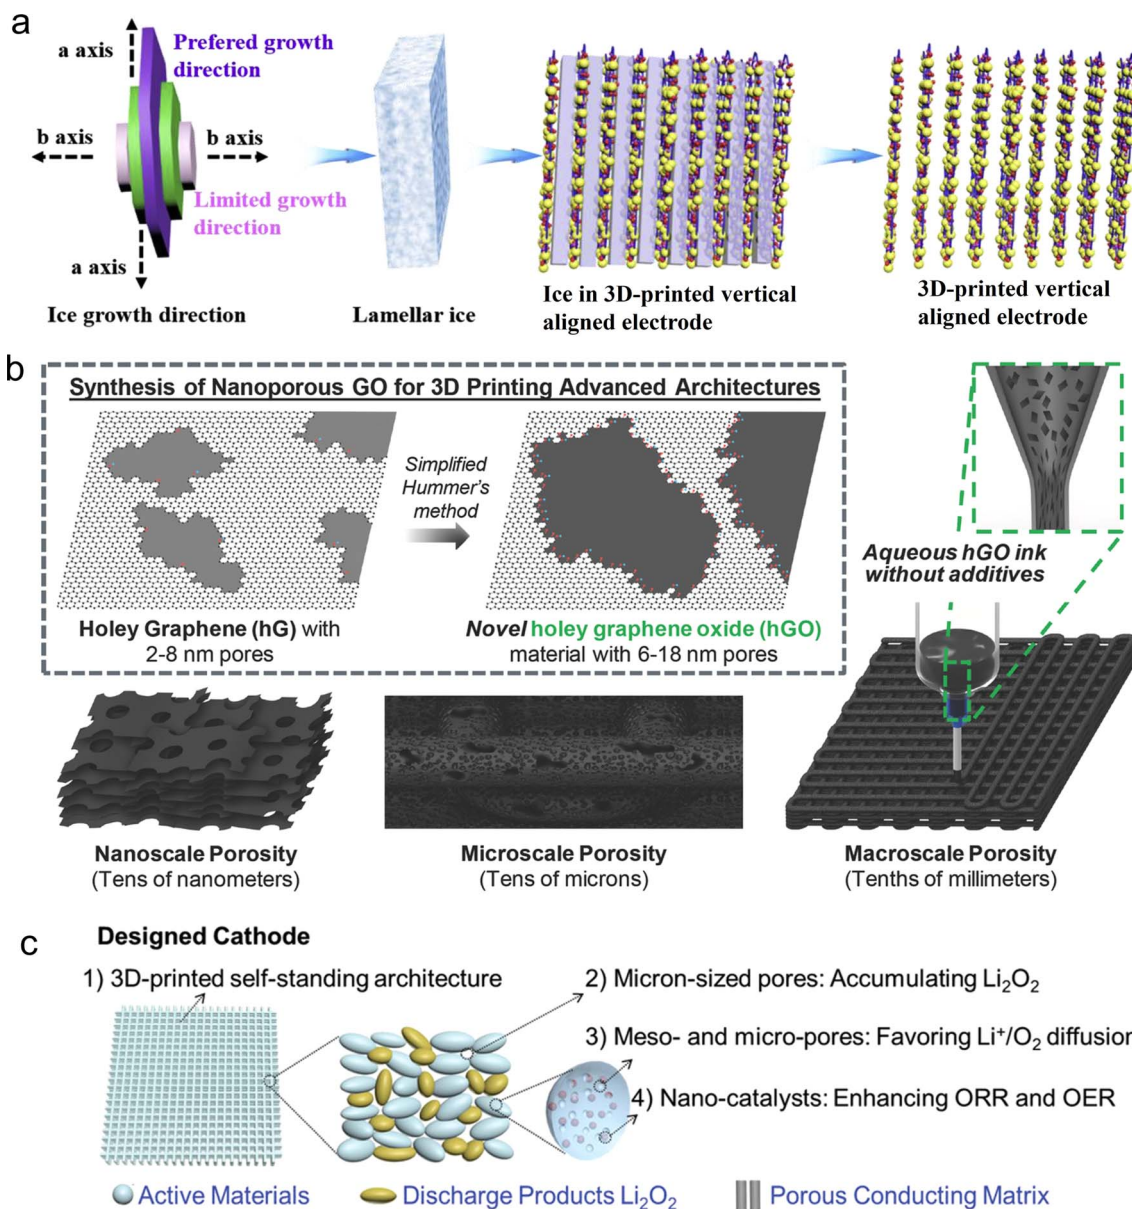 a
a axis
Prefered growth
direction
b axis
b axis
Limited growth
direction
a axis
Ice growth direction
Lamellar ice
Ice in 3D-printed vertical
aligned electrode
3D-printed vertical
aligned electrode
b
Synthesis of Nanoporous GO for 3D Printing Advanced Architectures
Simplified
Hummer's
method
Holey Graphene (hG) with
2-8 nm pores
Novel holey graphene oxide (hGO)
material with 6-18 nm pores
Aqueous hGO ink
without additives
Nanoscale Porosity
(Tens of nanometers)
Microscale Porosity
(Tens of microns)
Macroscale Porosity
(Tenths of millimeters)
c
Designed Cathode
1) 3D-printed self-standing architecture
2) Micron-sized pores: Accumulating Li₂O₂
3) Meso- and micro-pores: Favoring Li⁺/O₂ diffusion
4) Nano-catalysts: Enhancing ORR and OER
Active Materials
Discharge Products Li₂O₂
Porous Conducting Matrix